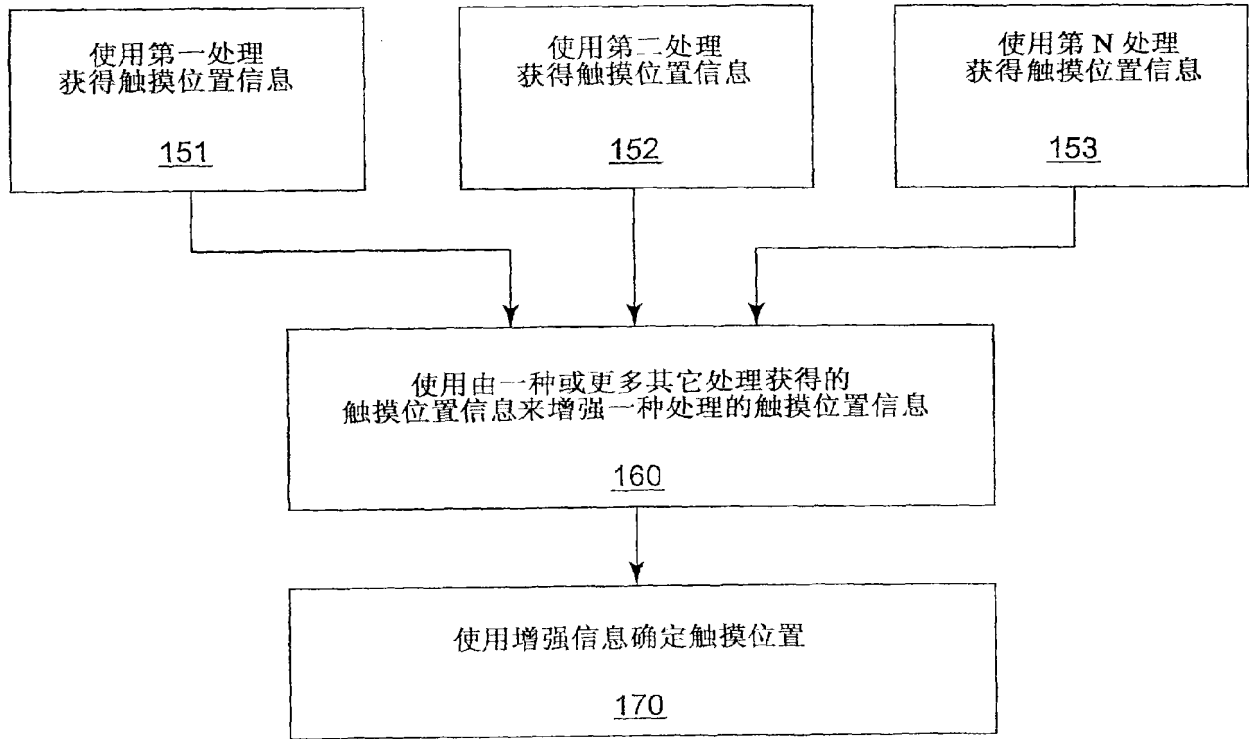 使用第一处理
获得触摸位置信息
151
使用第二处理
获得触摸位置信息
152
使用第 N 处理
获得触摸位置信息
153
使用由一种或更多其它处理获得的
触摸位置信息来增强一种处理的触摸位置信息
160
使用增强信息确定触摸位置
170